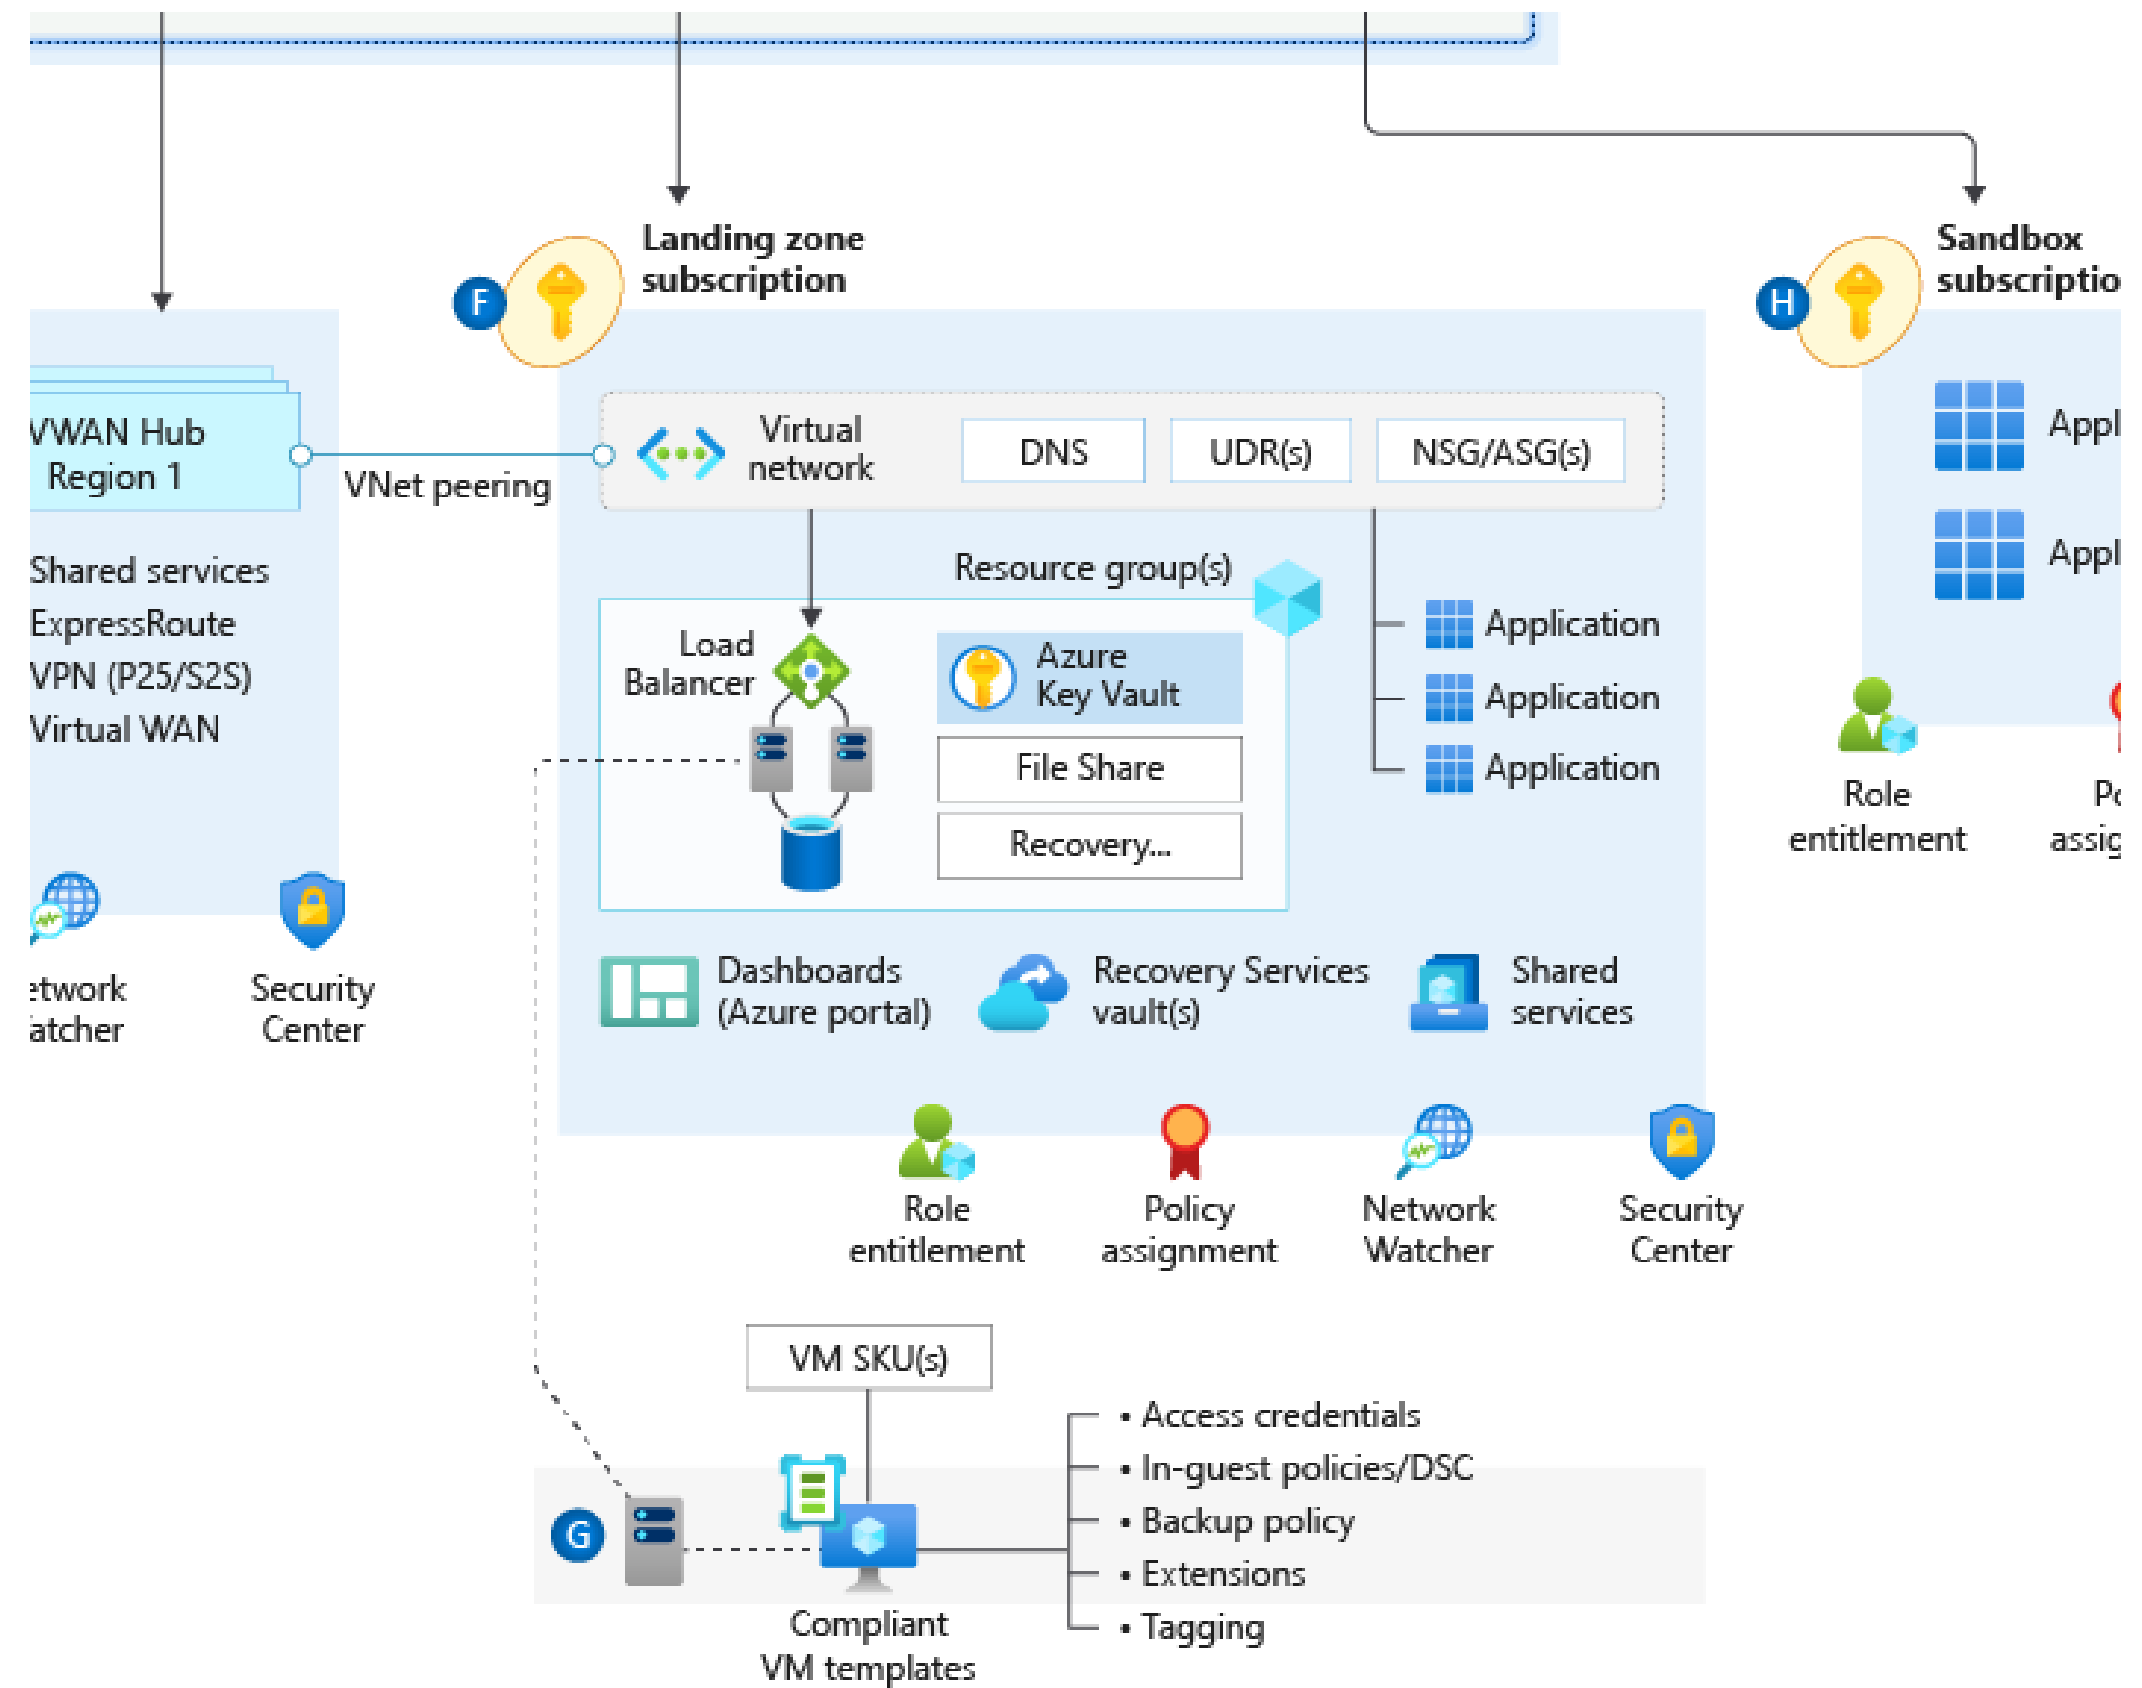 Landing zone
subscription
F
H
Sandbox
VWAN Hub
Region 1
VNet peering
Shared services
ExpressRoute
VPN (P25/S2S)
Virtual WAN
Security
Center
Virtual
network
DNS
UDR(s)
NSG/ASG(s)
Resource group(s)
Load
Balancer
Azure
Key Vault
File Share
Recovery...
Application
Application
Application
Dashboards
(Azure portal)
Recovery Services
vault(s)
Shared
services
Role
entitlement
Policy
assignment
Network
Watcher
Security
Center
Role
entitlement
VM SKU(s)
G
Compliant
VM templates
• Access credentials
• In-guest policies/DSC
• Backup policy
• Extensions
• Tagging